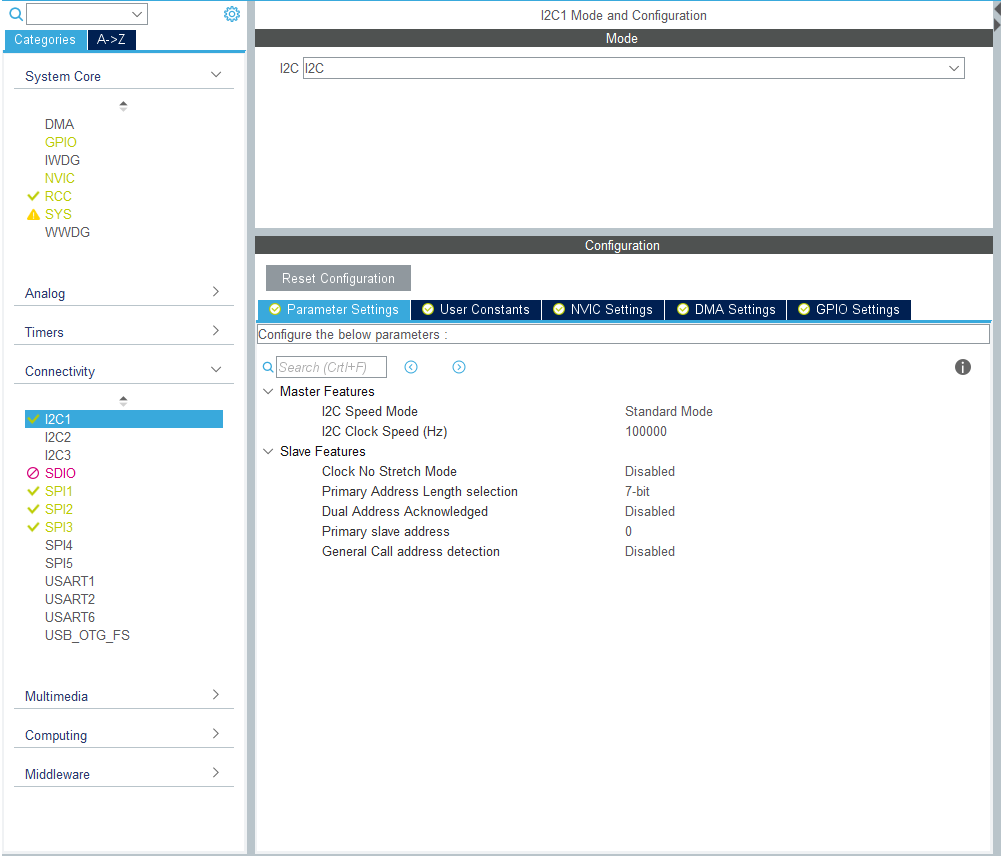 Categories A->Z
System Core
DMA
GPIO
IWDG
NVIC
RCC
SYS
WWDG
Analog
Timers
Connectivity
I2C1
I2C2
I2C3
SDIO
SPI1
SPI2
SPI3
SPI4
SPI5
USART1
USART2
USART6
USB_OTG_FS
Multimedia
Computing
Middleware
I2C1 Mode and Configuration
Mode
I2C I2C
Configuration
Reset Configuration
Parameter Settings User Constants NVIC Settings DMA Settings GPIO Settings
Configure the below parameters :
Search (Crtl+F)
Master Features
I2C Speed Mode Standard Mode
I2C Clock Speed (Hz) 100000
Slave Features
Clock No Stretch Mode Disabled
Primary Address Length selection 7-bit
Dual Address Acknowledged Disabled
Primary slave address 0
General Call address detection Disabled